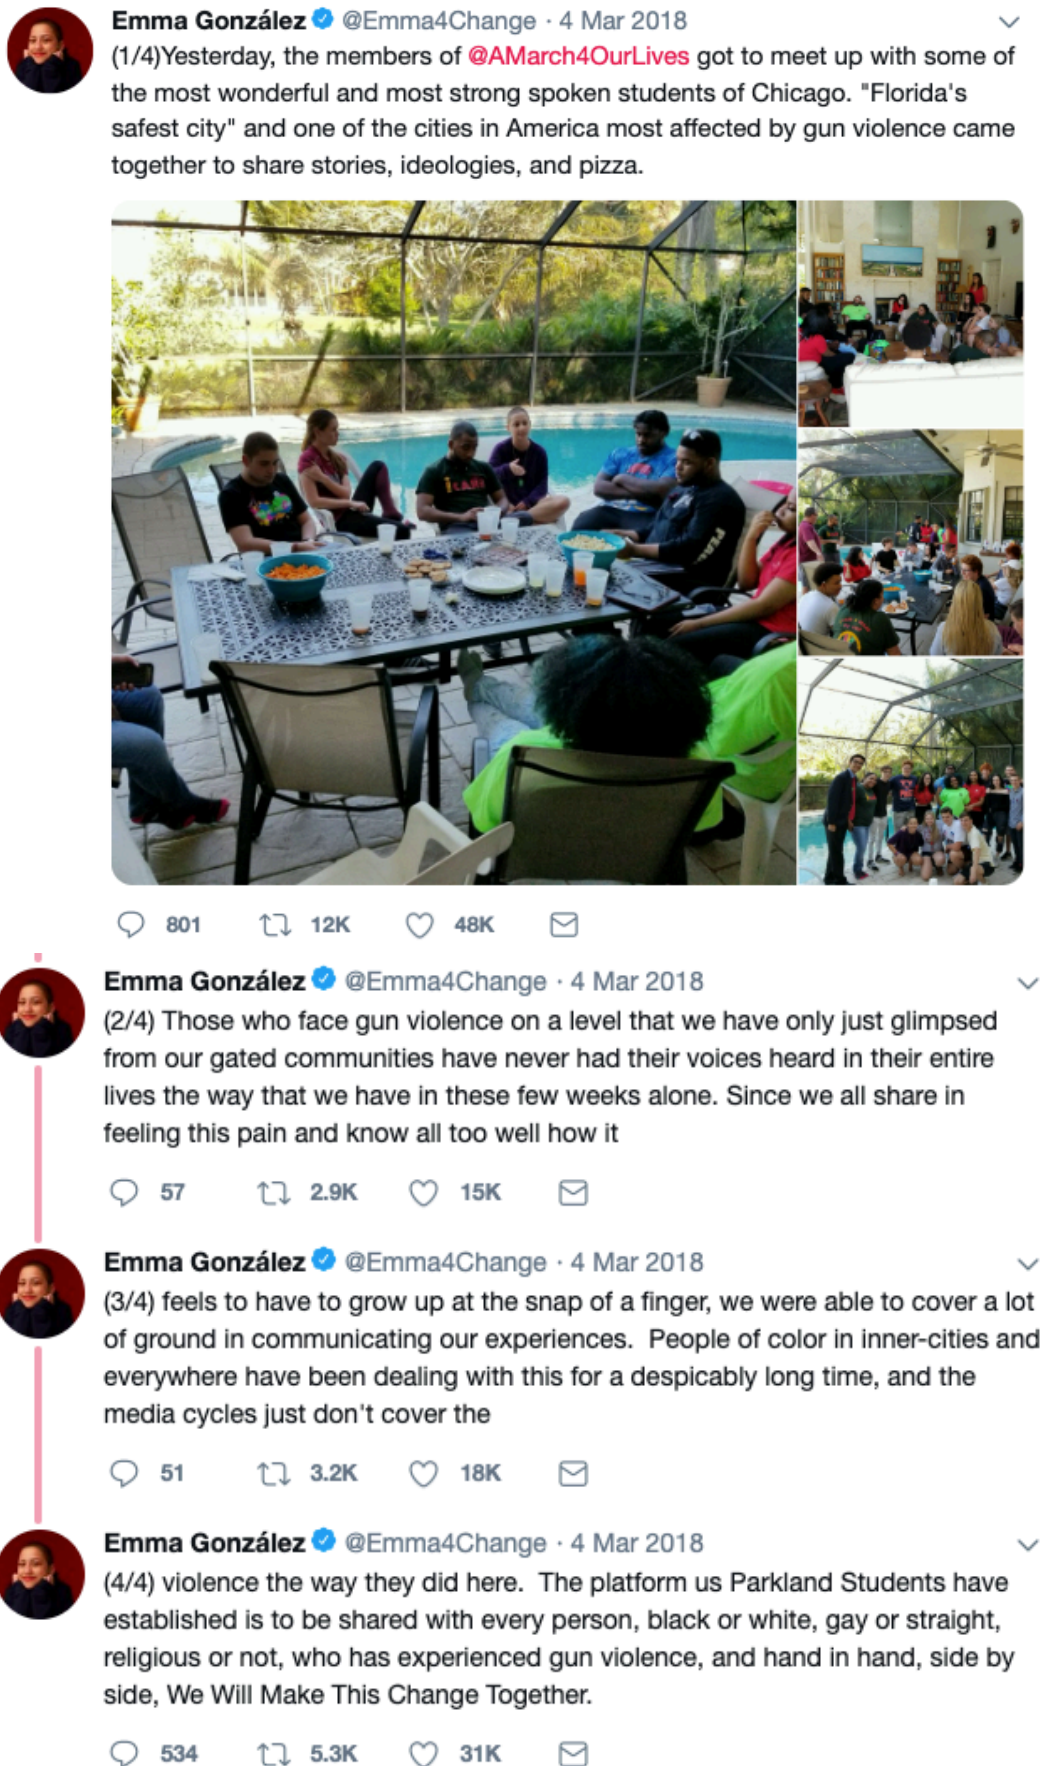 Emma González @Emma4Change · 4 Mar 2018
(1/4)Yesterday, the members of @AMarch4OurLives got to meet up with some of
the most wonderful and most strong spoken students of Chicago. "Florida's
safest city" and one of the cities in America most affected by gun violence came
together to share stories, ideologies, and pizza.
801 12K 48K
Emma González @Emma4Change · 4 Mar 2018
(2/4) Those who face gun violence on a level that we have only just glimpsed
from our gated communities have never had their voices heard in their entire
lives the way that we have in these few weeks alone. Since we all share in
feeling this pain and know all too well how it
57 2.9K 15K
Emma González @Emma4Change · 4 Mar 2018
(3/4) feels to have to grow up at the snap of a finger, we were able to cover a lot
of ground in communicating our experiences.  People of color in inner-cities and
everywhere have been dealing with this for a despicably long time, and the
media cycles just don't cover the
51 3.2K 18K
Emma González @Emma4Change · 4 Mar 2018
(4/4) violence the way they did here.  The platform us Parkland Students have
established is to be shared with every person, black or white, gay or straight,
religious or not, who has experienced gun violence, and hand in hand, side by
side, We Will Make This Change Together.
534 5.3K 31K